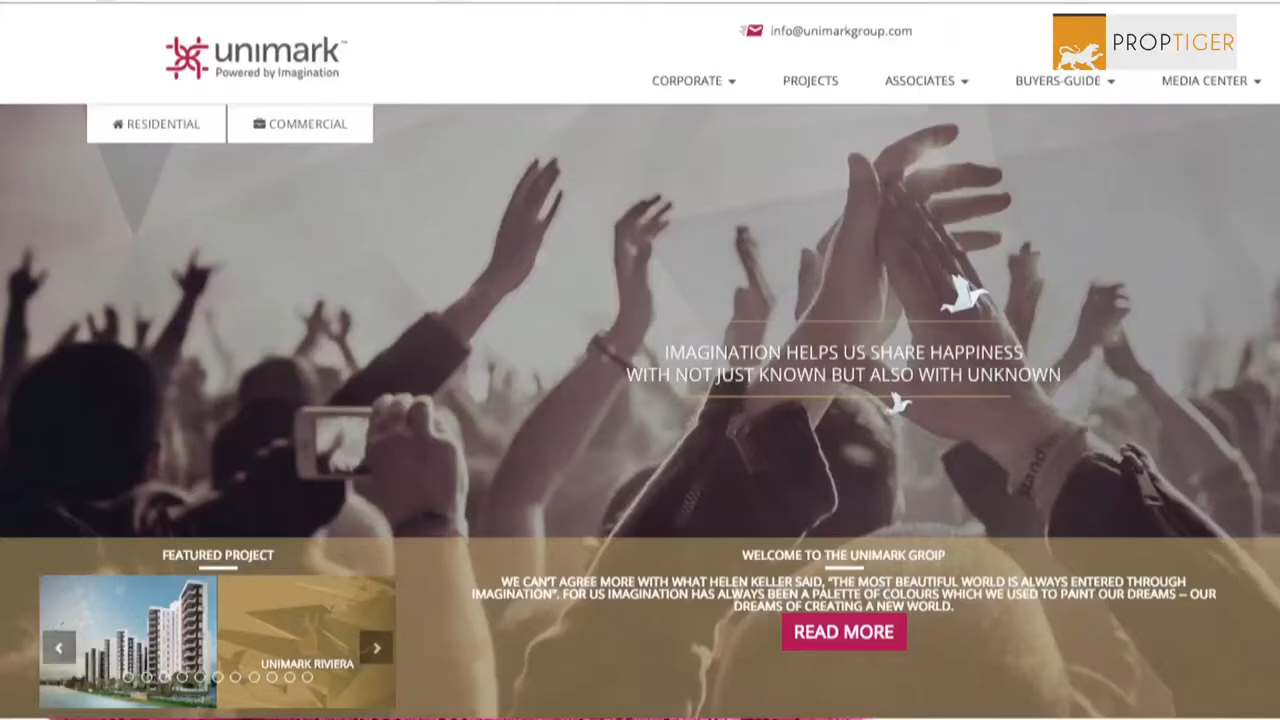 info@unimarkgroup.com
PROPTIGER
unimark™
Powered by Imagination
CORPORATE
PROJECTS
ASSOCIATES
BUYERS-GUIDE
MEDIA CENTER
RESIDENTIAL
COMMERCIAL
IMAGINATION HELPS US SHARE HAPPINESS
WITH NOT JUST KNOWN BUT ALSO WITH UNKNOWN
FEATURED PROJECT
UNIMARK RIVIERA
WELCOME TO THE UNIMARK GROIP
WE CAN'T AGREE MORE WITH WHAT HELEN KELLER SAID, "THE MOST BEAUTIFUL WORLD IS ALWAYS ENTERED THROUGH
IMAGINATION". FOR US IMAGINATION HAS ALWAYS BEEN A PALETTE OF COLOURS WHICH WE USED TO PAINT OUR DREAMS – OUR
DREAMS OF CREATING A NEW WORLD.
READ MORE